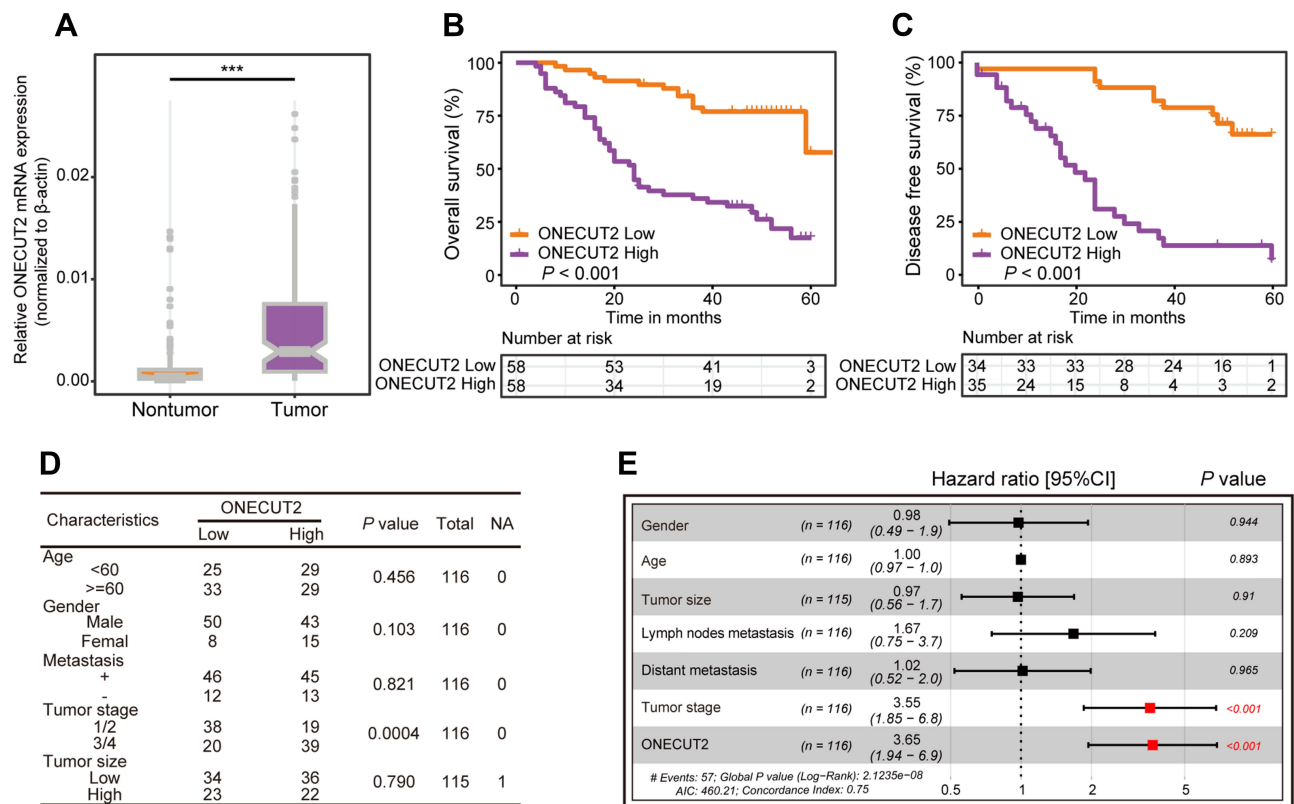 A
Relative ONECUT2 mRNA expression
(normalized to β-actin)
***
0.02
0.01
0.00
Nontumor Tumor
B
Overall survival (%)
100
75
50
25
0
ONECUT2 Low
ONECUT2 High
P < 0.001
0 20 40 60
Time in months
Number at risk
ONECUT2 Low 58 53 41 3
ONECUT2 High 58 34 19 2
C
Disease free survival (%)
100
75
50
25
0
ONECUT2 Low
ONECUT2 High
P < 0.001
0 20 40 60
Time in months
Number at risk
ONECUT2 Low 34 33 33 28 24 16 1
ONECUT2 High 35 24 15 8 4 3 2
D
Characteristics ONECUT2 P value Total NA
Low High
Age
<60 25 29
0.456 116 0
>=60 33 29
Gender
Male 50 43
0.103 116 0
Femal 8 15
Metastasis
+ 46 45
0.821 116 0
- 12 13
Tumor stage
1/2 38 19
0.0004 116 0
3/4 20 39
Tumor size
Low 34 36
0.790 115 1
High 23 22
E
Hazard ratio [95%CI] P value
Gender (n = 116) 0.98 0.944
(0.49 − 1.9)
Age (n = 116) 1.00 0.893
(0.97 − 1.0)
Tumor size (n = 115) 0.97 0.91
(0.56 − 1.7)
Lymph nodes metastasis (n = 116) 1.67 0.209
(0.75 − 3.7)
Distant metastasis (n = 116) 1.02 0.965
(0.52 − 2.0)
Tumor stage (n = 116) 3.55 <0.001
(1.85 − 6.8)
ONECUT2 (n = 116) 3.65 <0.001
(1.94 − 6.9)
# Events: 57; Global P value (Log−Rank): 2.1235e−08
AIC: 460.21; Concordance Index: 0.75
0.5 1 2 5